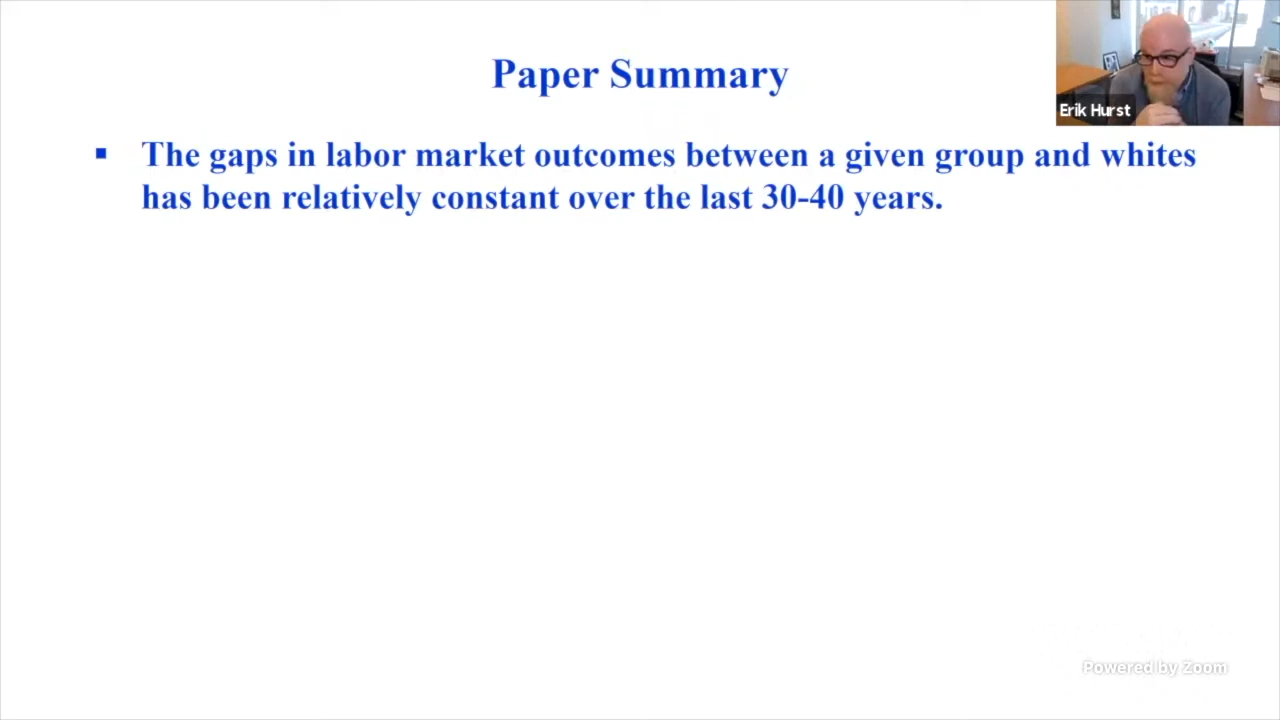 Paper Summary
Erik Hurst
▪ The gaps in labor market outcomes between a given group and whites
has been relatively constant over the last 30-40 years.
Powered by Zoom